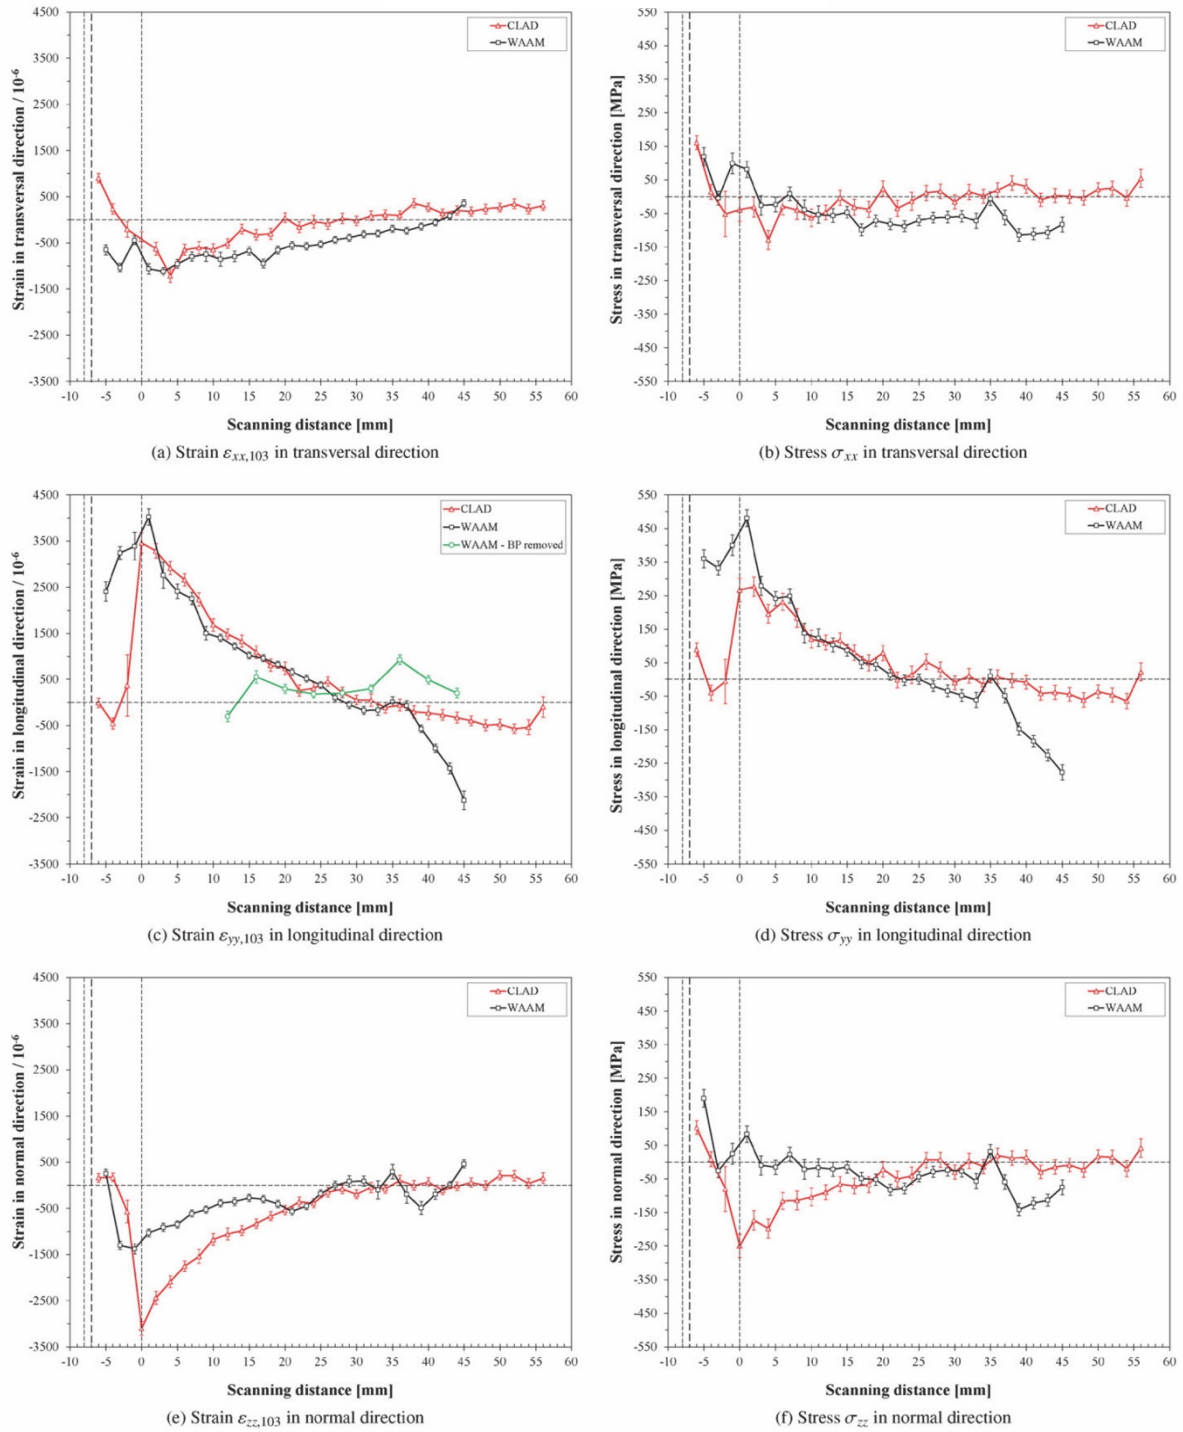 4500
3500
2500
1500
500
-500
-1500
-2500
-3500
Strain in transversal direction / 10⁻⁶
CLAD
WAAM
-10 -5 0 5 10 15 20 25 30 35 40 45 50 55 60
Scanning distance [mm]
(a) Strain εxx,103 in transversal direction
550
450
350
250
150
50
-50
-150
-250
-350
-450
-550
Stress in transversal direction [MPa]
CLAD
WAAM
-10 -5 0 5 10 15 20 25 30 35 40 45 50 55 60
Scanning distance [mm]
(b) Stress σxx in transversal direction
4500
3500
2500
1500
500
-500
-1500
-2500
-3500
Strain in longitudinal direction / 10⁻⁶
CLAD
WAAM
WAAM - BP removed
-10 -5 0 5 10 15 20 25 30 35 40 45 50 55 60
Scanning distance [mm]
(c) Strain εyy,103 in longitudinal direction
550
450
350
250
150
50
-50
-150
-250
-350
-450
-550
Stress in longitudinal direction [MPa]
CLAD
WAAM
-10 -5 0 5 10 15 20 25 30 35 40 45 50 55 60
Scanning distance [mm]
(d) Stress σyy in longitudinal direction
4500
3500
2500
1500
500
-500
-1500
-2500
-3500
Strain in normal direction / 10⁻⁶
CLAD
WAAM
-10 -5 0 5 10 15 20 25 30 35 40 45 50 55 60
Scanning distance [mm]
(e) Strain εzz,103 in normal direction
550
450
350
250
150
50
-50
-150
-250
-350
-450
-550
Stress in normal direction [MPa]
CLAD
WAAM
-10 -5 0 5 10 15 20 25 30 35 40 45 50 55 60
Scanning distance [mm]
(f) Stress σzz in normal direction